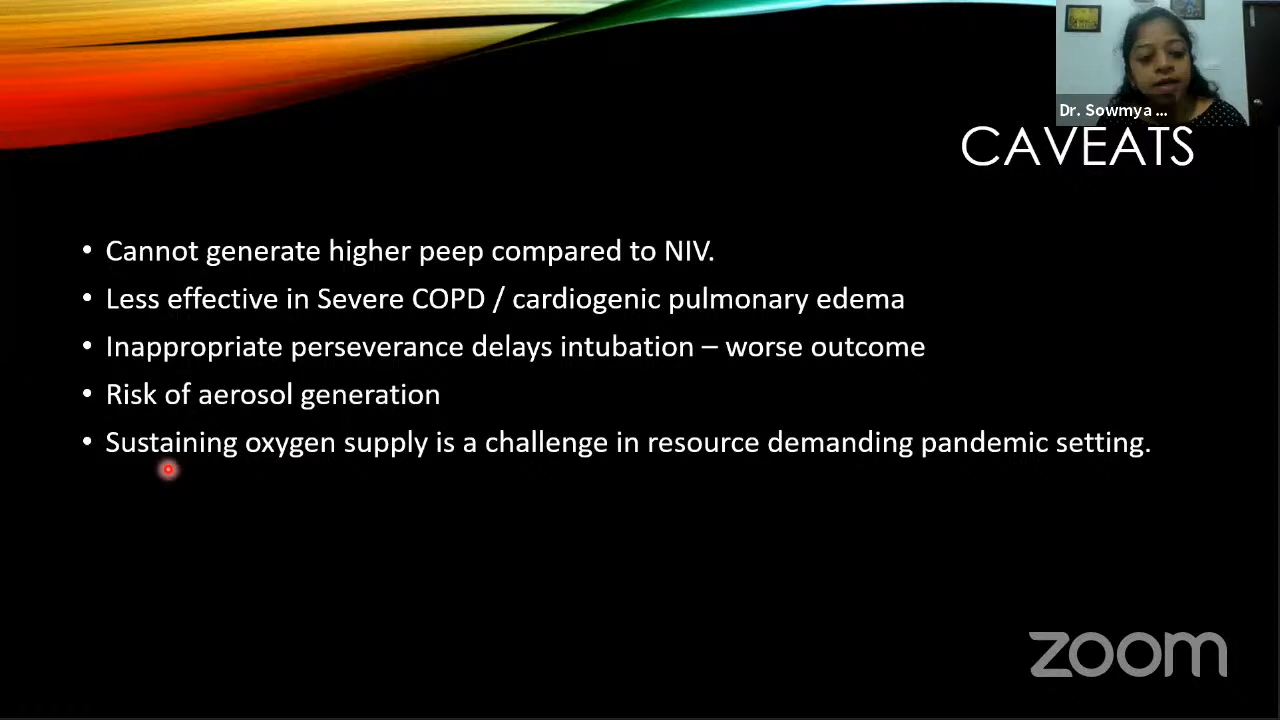 Dr. Sowmya ...
CAVEATS
• Cannot generate higher peep compared to NIV.
• Less effective in Severe COPD / cardiogenic pulmonary edema
• Inappropriate perseverance delays intubation – worse outcome
• Risk of aerosol generation
• Sustaining oxygen supply is a challenge in resource demanding pandemic setting.
zoom